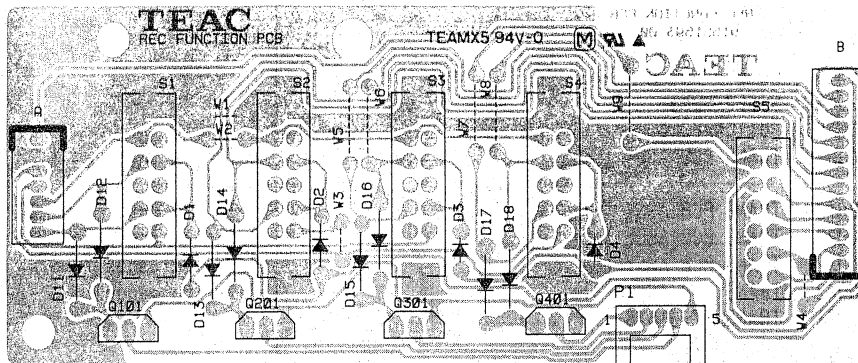 TEAC
REC FUNCTION PCB
TEAMX5 94V-0 M
B
A
S1
S2
S3
S4
S5
W1
W2
W5
W6
W7
W8
W9
D12
D1
D14
D2
W3
D16
D3
D17
D18
D4
D11
D13
D15
W4
Q101
Q201
Q301
Q401
P1
1
5
TEAC